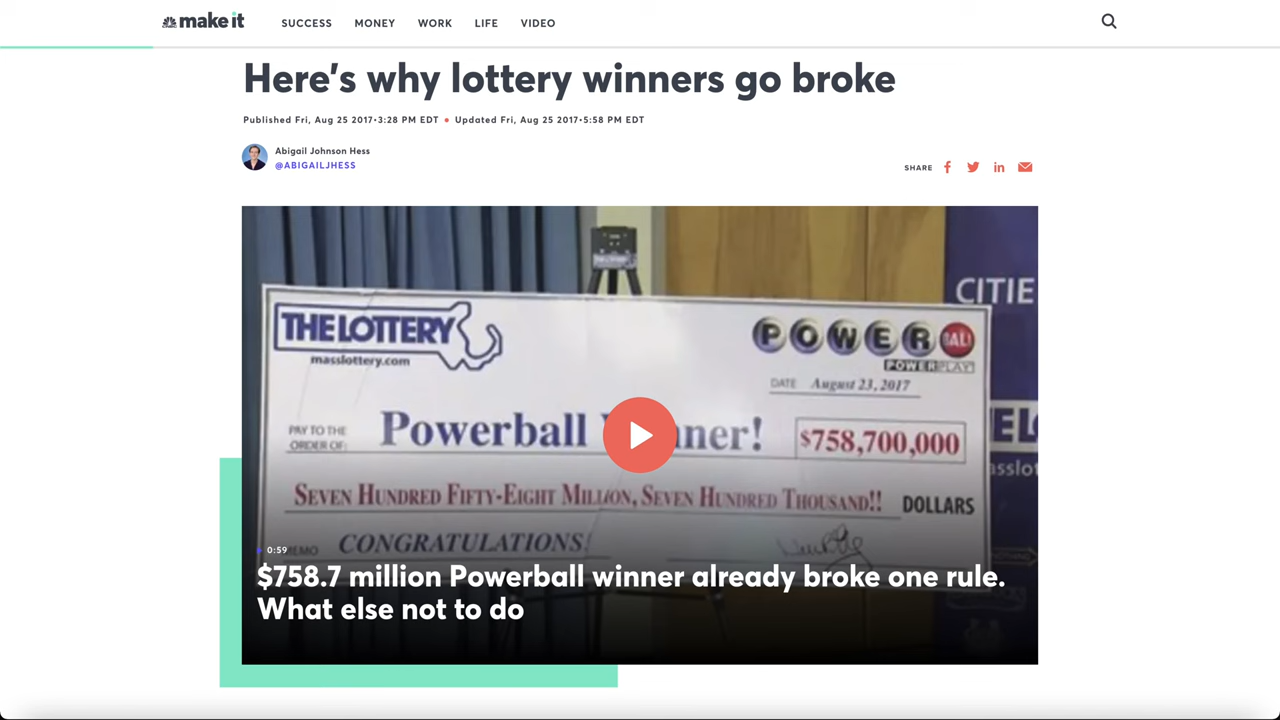 make it SUCCESS MONEY WORK LIFE VIDEO
Here's why lottery winners go broke
Published Fri, Aug 25 2017•3:28 PM EDT • Updated Fri, Aug 25 2017•5:58 PM EDT
Abigail Johnson Hess
@ABIGAILJHESS
SHARE
CITIE
THE LOTTERY
masslottery.com
POWER BALL
POWERPLAY
DATE August 23, 2017
PAY TO THE
ORDER OF:
Powerball nner!
$758,700,000
SEVEN HUNDRED FIFTY-EIGHT MILLION, SEVEN HUNDRED THOUSAND!! DOLLARS
0:59
EMO CONGRATULATIONS!
$758.7 million Powerball winner already broke one rule.
What else not to do